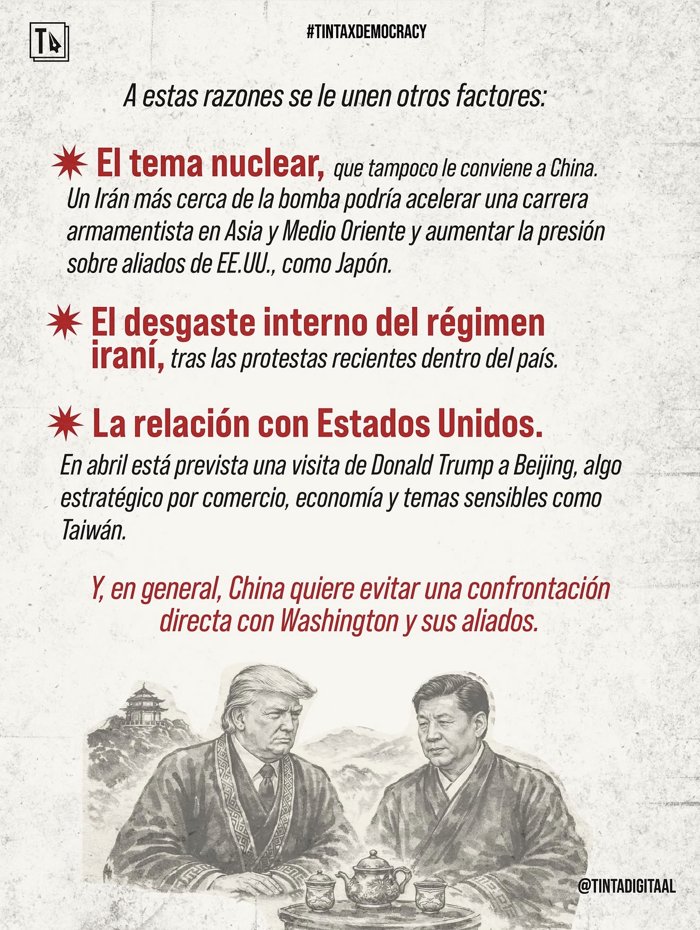 T
#TINTAXDEMOCRACY
A estas razones se le unen otros factores:
El tema nuclear, que tampoco le conviene a China.
Un Irán más cerca de la bomba podría acelerar una carrera
armamentista en Asia y Medio Oriente y aumentar la presión
sobre aliados de EE.UU., como Japón.
El desgaste interno del régimen
iraní, tras las protestas recientes dentro del país.
La relación con Estados Unidos.
En abril está prevista una visita de Donald Trump a Beijing, algo
estratégico por comercio, economía y temas sensibles como
Taiwán.
Y, en general, China quiere evitar una confrontación
directa con Washington y sus aliados.
@TINTADIGITAAL